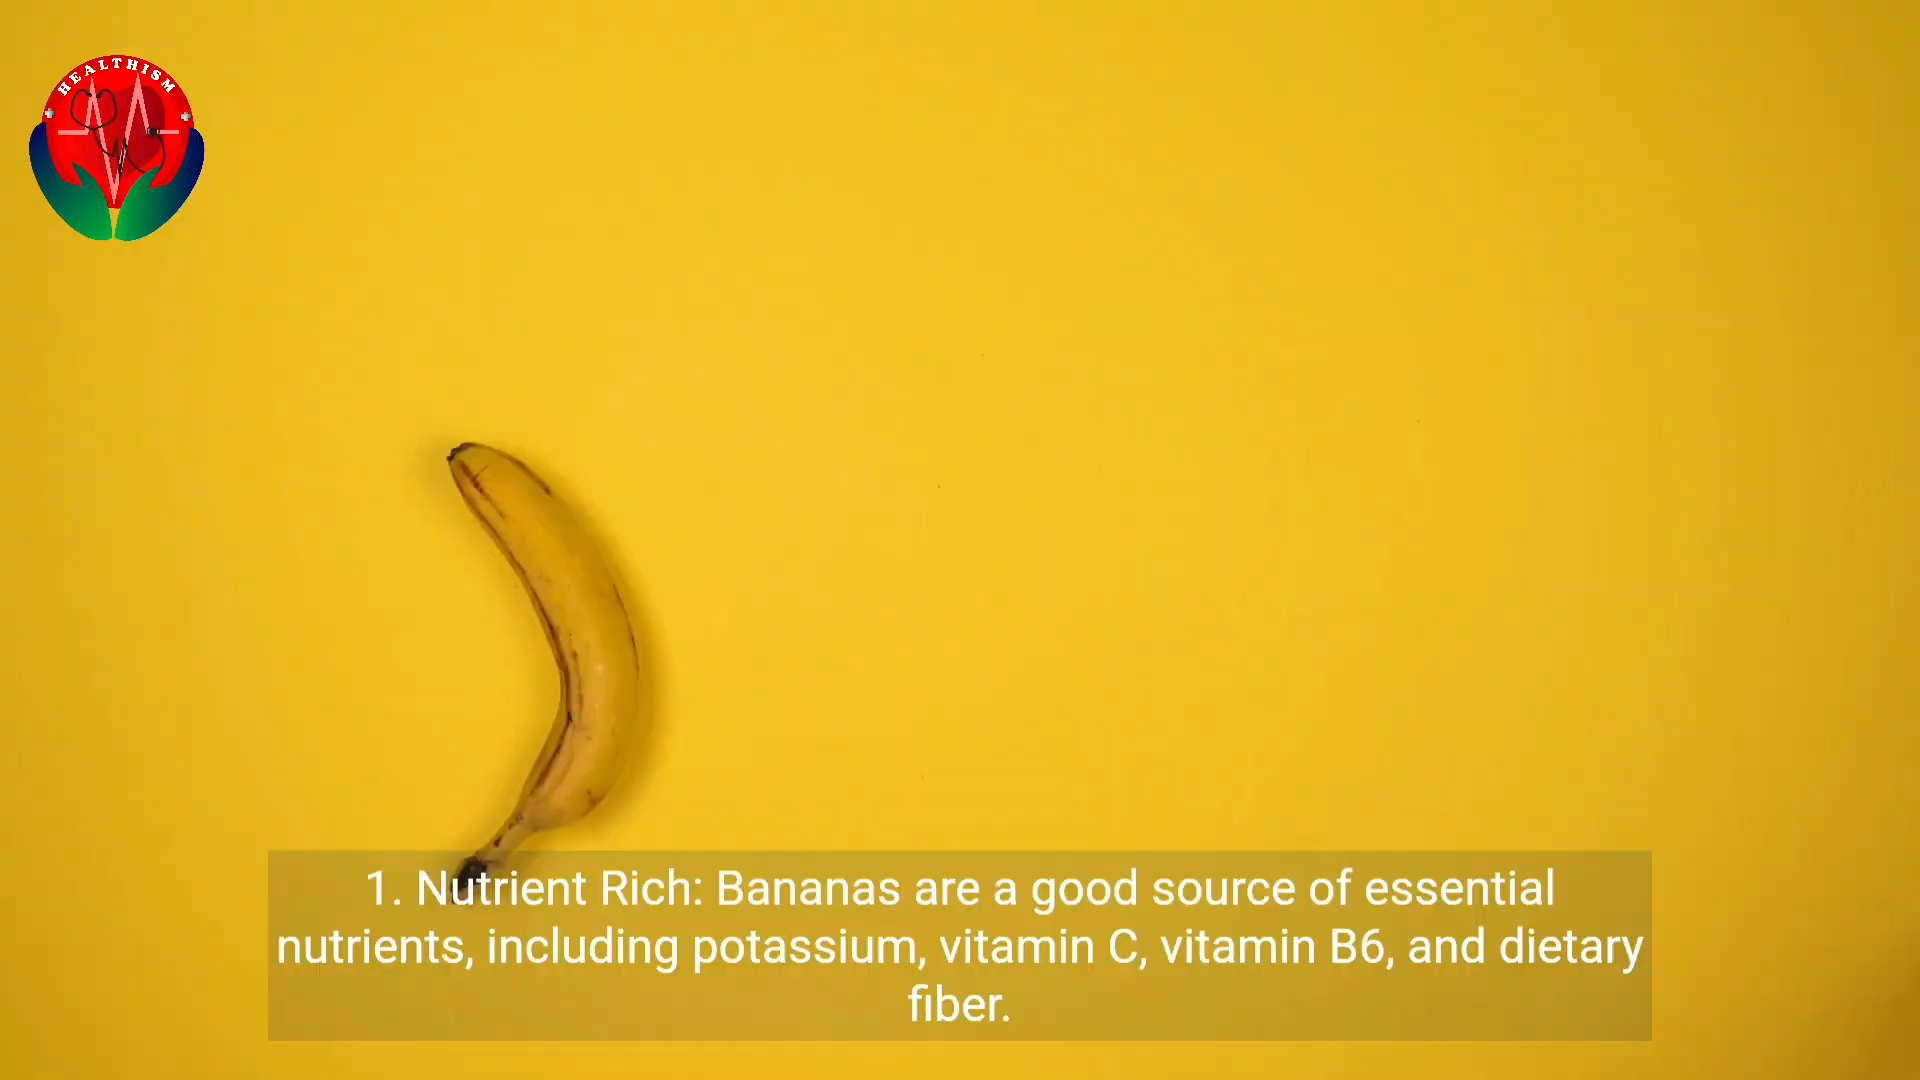 HEALTHISM
1. Nutrient Rich: Bananas are a good source of essential
nutrients, including potassium, vitamin C, vitamin B6, and dietary
fiber.